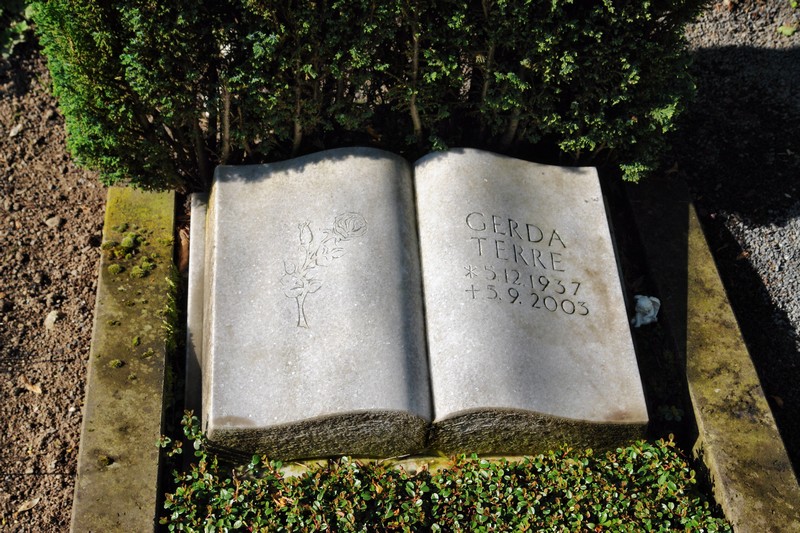 GERDA
TERRE
* 5.12.1937
+ 5.9.2003